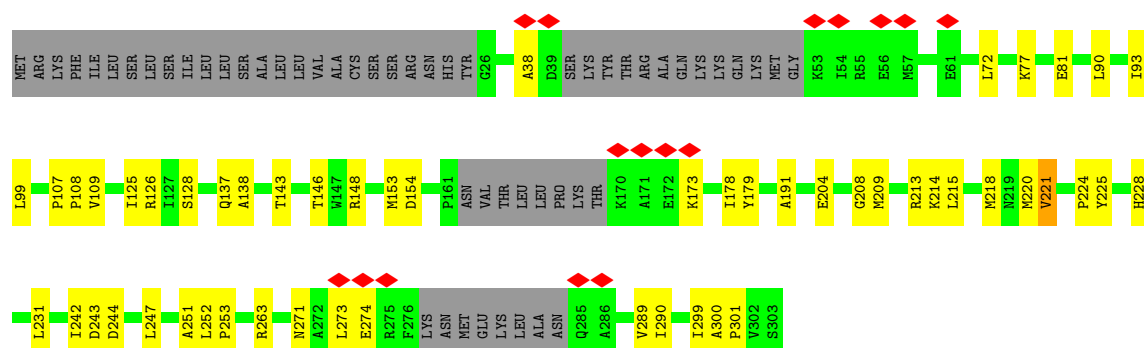 MET ARG LYS PHE ILE LEU SER LEU SER ILE LEU LEU SER ALA LEU LEU VAL ALA CYS SER SER ARG ASN HIS TYR G26 A38 D39 SER LYS TYR THR ARG ALA GLN LYS LYS GLN LYS MET GLY K53 I54 R55 E56 M57 E61 L72 K77 E81 L90 I93
L99 P107 P108 V109 I125 R126 I127 S128 Q137 A138 T143 T146 W147 R148 M153 D154 P161 ASN VAL THR LEU LEU PRO LYS THR K170 A171 E172 K173 I178 Y179 A191 E204 G208 M209 R213 K214 L215 M218 N219 M220 V221 P224 Y225 H228
L231 I242 D243 D244 L247 A251 L252 P253 R263 N271 A272 L273 E274 R275 F276 LYS ASN MET GLU LYS LEU ALA ASN Q285 A286 V289 I290 I299 A300 P301 V302 S303